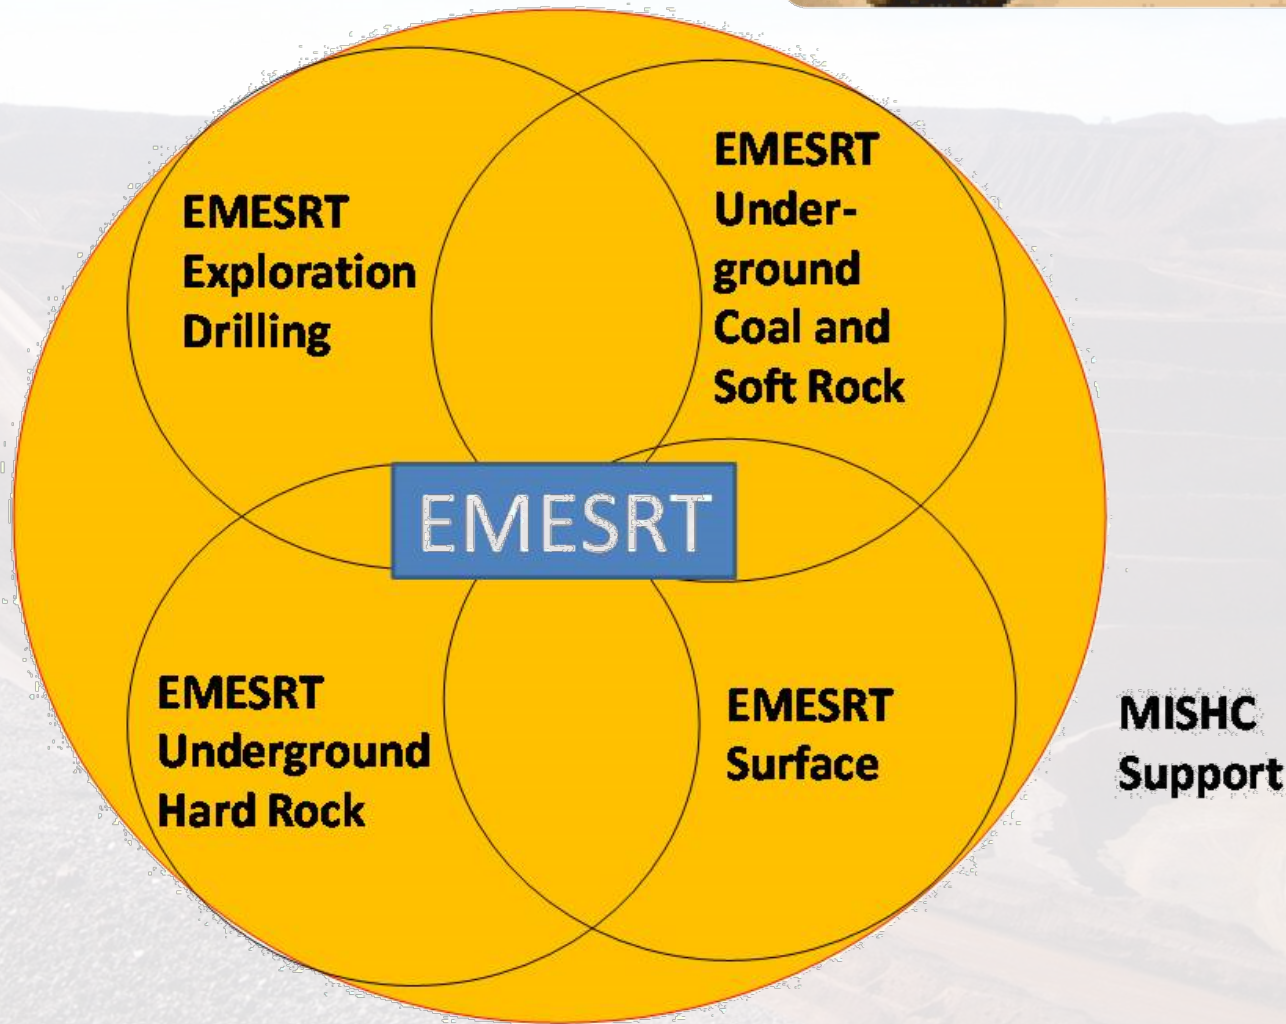 EMESRT
Exploration
Drilling
EMESRT
Under-
ground
Coal and
Soft Rock
EMESRT
EMESRT
Underground
Hard Rock
EMESRT
Surface
MISHC
Support